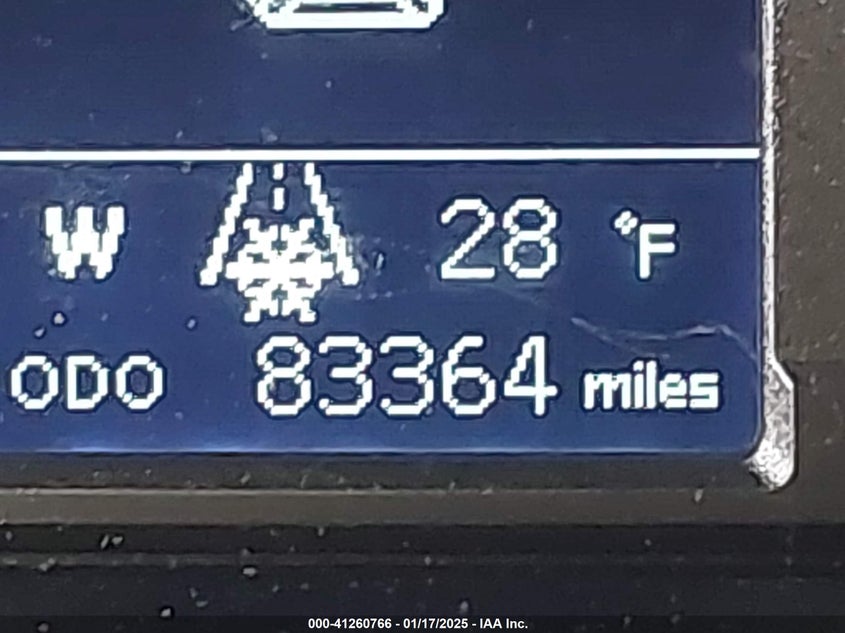 W 28 °F
ODO 83364 miles
000-41260766 - 01/17/2025 - IAA Inc.